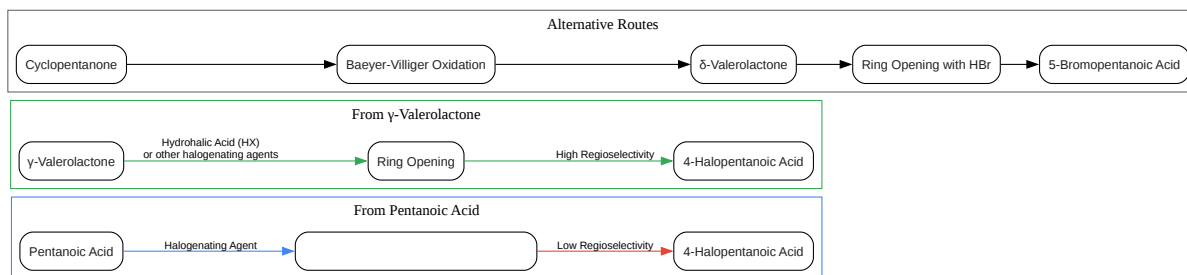 Alternative Routes
Cyclopentanone
Baeyer-Villiger Oxidation
δ-Valerolactone
Ring Opening with HBr
5-Bromopentanoic Acid
From γ-Valerolactone
γ-Valerolactone
Hydrohalic Acid (HX)
or other halogenating agents
Ring Opening
High Regioselectivity
4-Halopentanoic Acid
From Pentanoic Acid
Pentanoic Acid
Halogenating Agent
Low Regioselectivity
4-Halopentanoic Acid